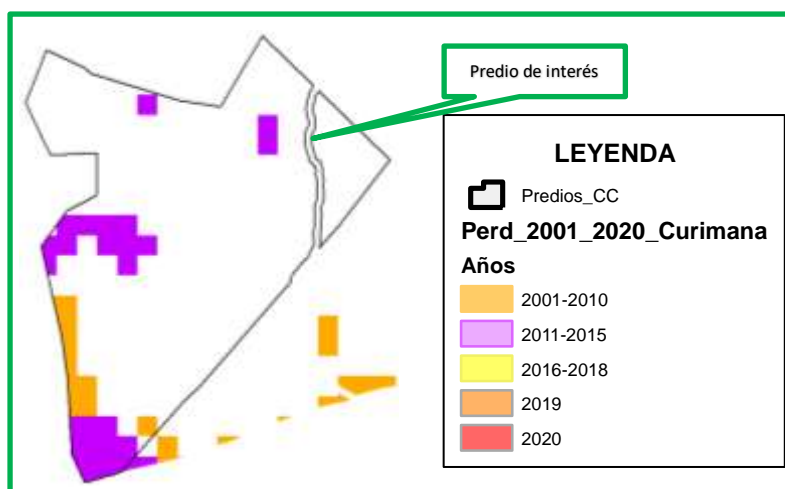 Predio de interés
LEYENDA
Predios_CC
Perd_2001_2020_Curimana
Años
2001-2010
2011-2015
2016-2018
2019
2020